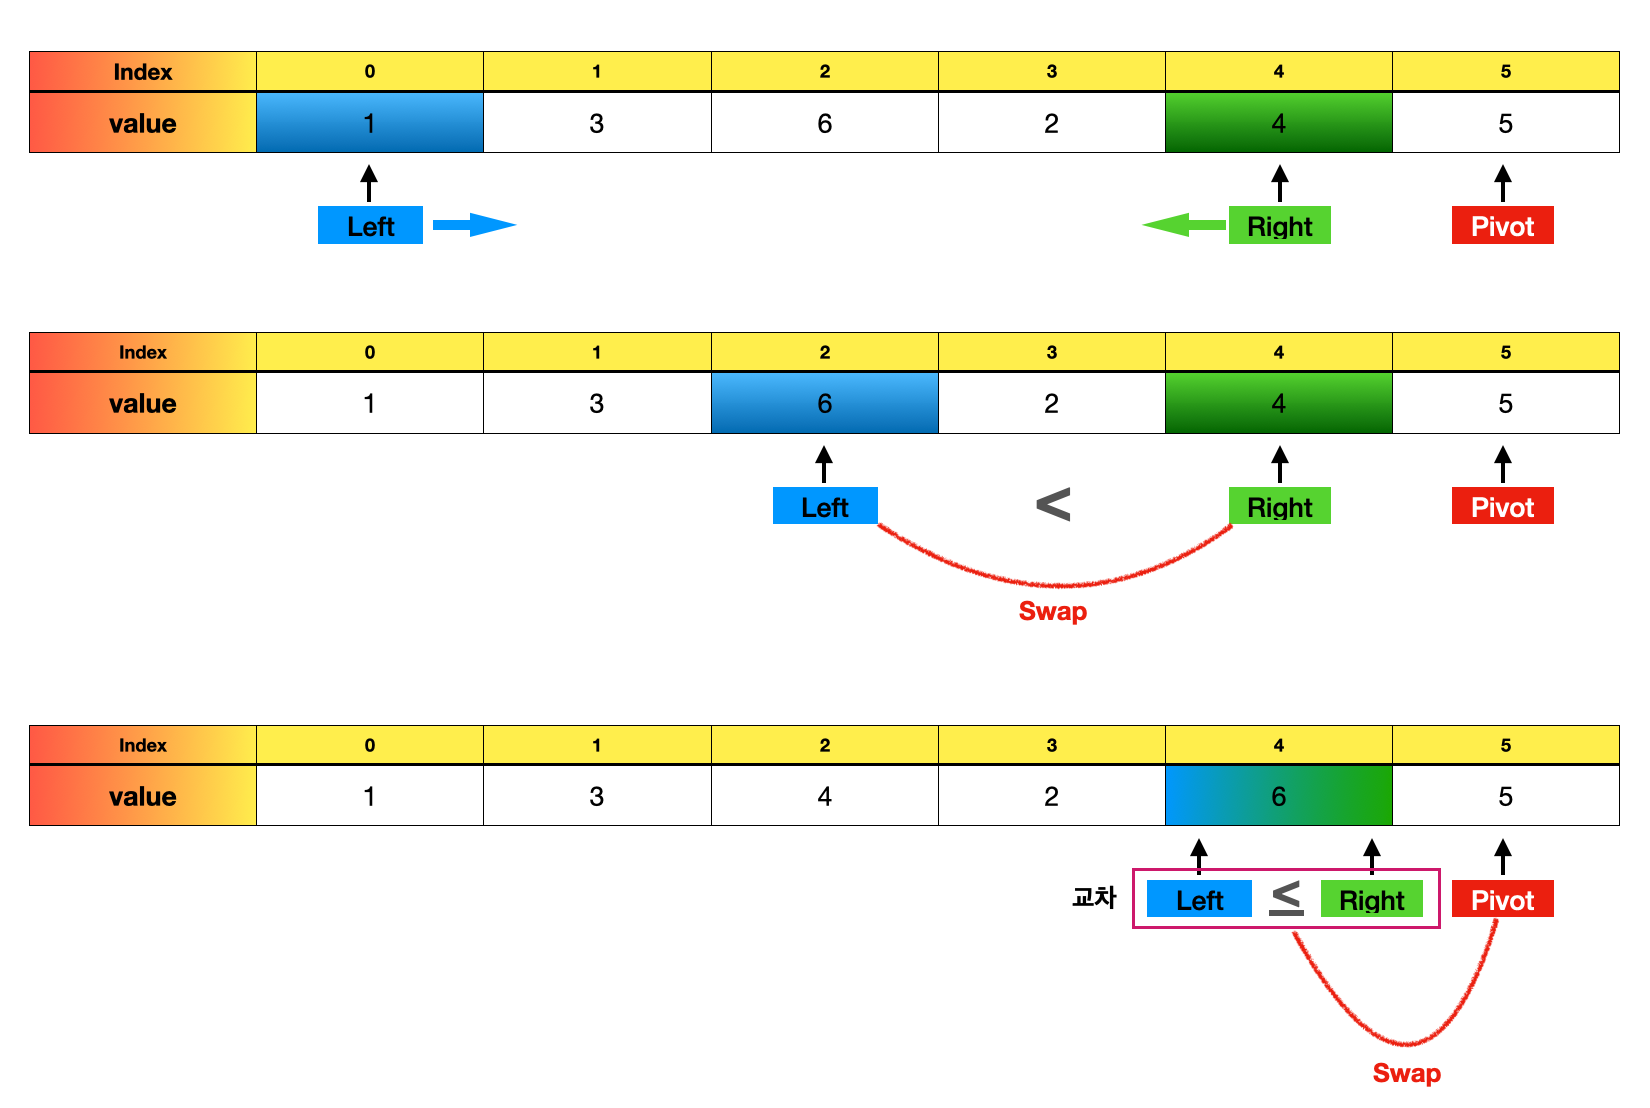 Index 0 1 2 3 4 5
value 1 3 6 2 4 5
Left Right Pivot
Index 0 1 2 3 4 5
value 1 3 6 2 4 5
Left < Right Pivot
Swap
Index 0 1 2 3 4 5
value 1 3 4 2 6 5
교차 Left ≤ Right Pivot
Swap